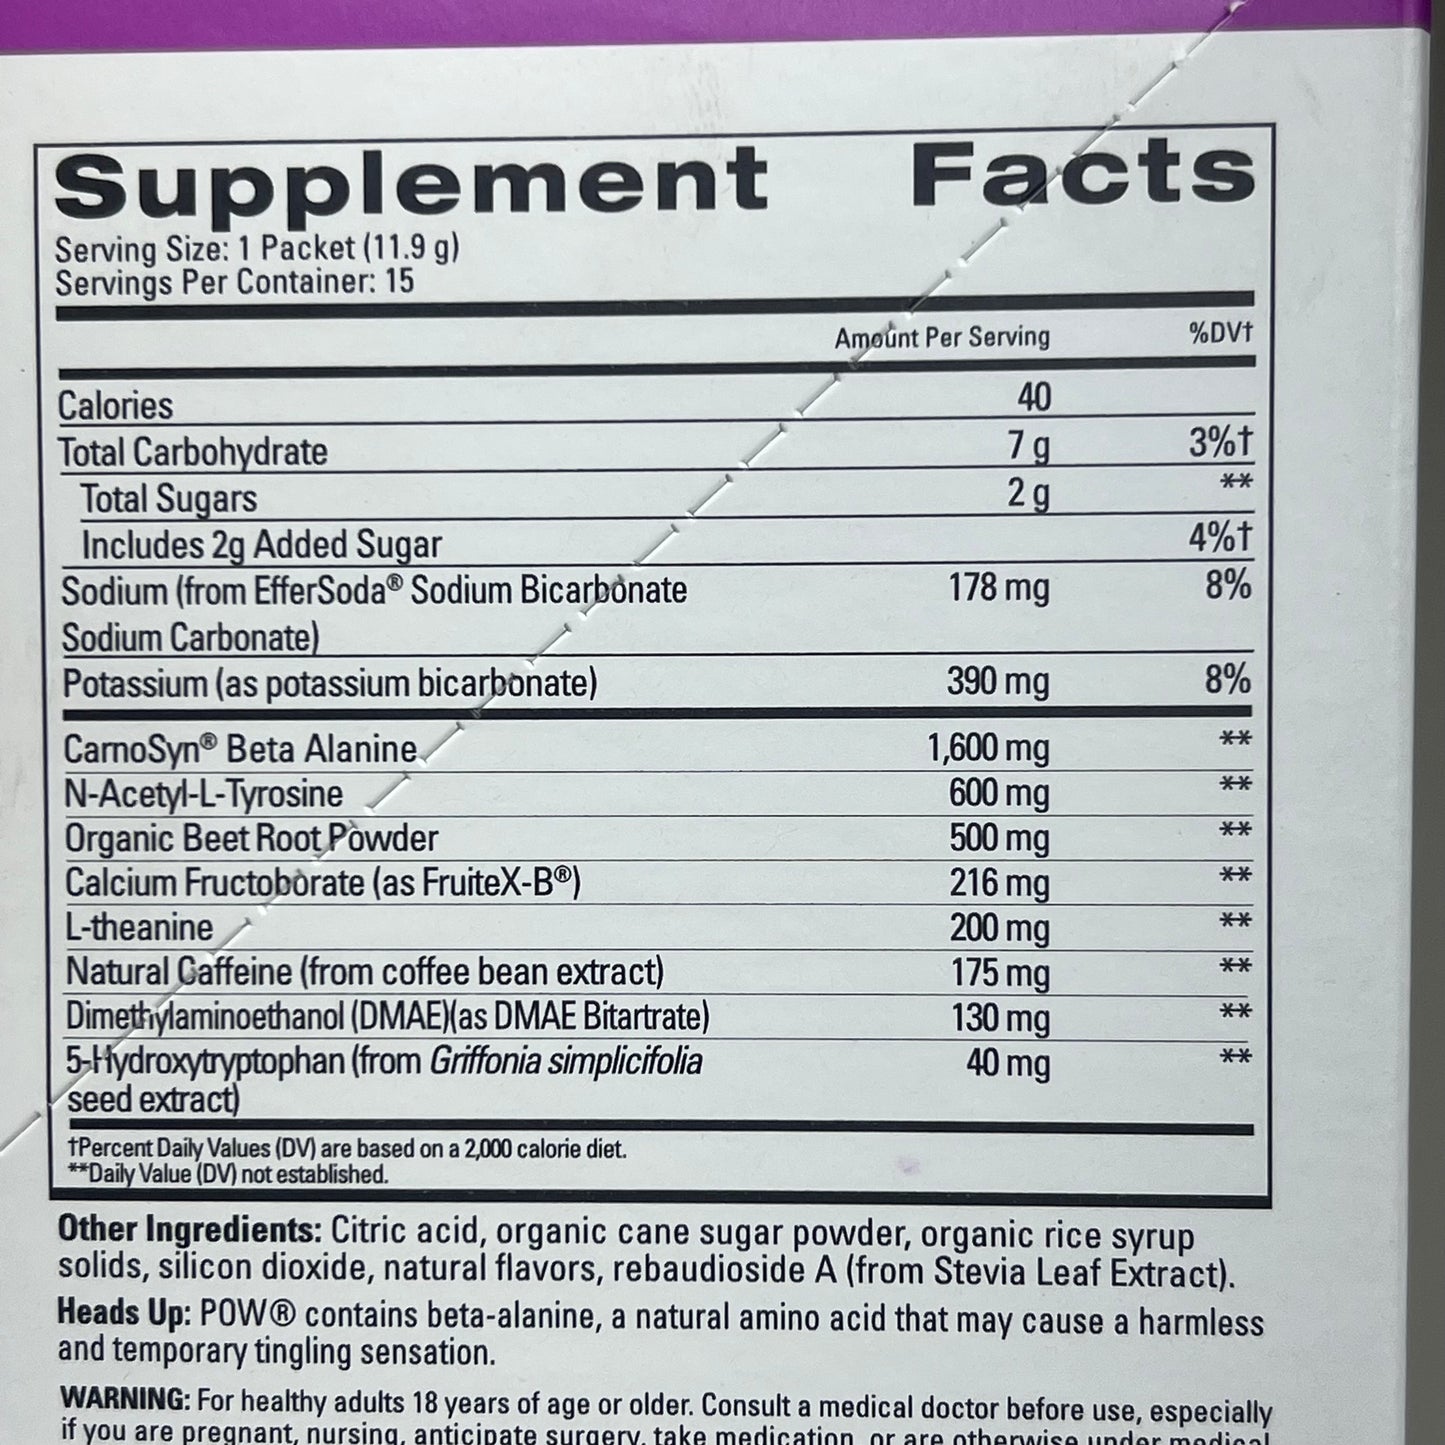 Supplement Facts
Serving Size: 1 Packet (11.9 g)
Servings Per Container: 15
Amount Per Serving %DV†
Calories 40
Total Carbohydrate 7 g 3%†
Total Sugars 2 g **
Includes 2g Added Sugar 4%†
Sodium (from EfferSoda® Sodium Bicarbonate 178 mg 8%
Sodium Carbonate)
Potassium (as potassium bicarbonate) 390 mg 8%
CarnoSyn® Beta Alanine 1,600 mg **
N-Acetyl-L-Tyrosine 600 mg **
Organic Beet Root Powder 500 mg **
Calcium Fructoborate (as FruiteX-B®) 216 mg **
L-theanine 200 mg **
Natural Caffeine (from coffee bean extract) 175 mg **
Dimethylaminoethanol (DMAE)(as DMAE Bitartrate) 130 mg **
5-Hydroxytryptophan (from Griffonia simplicifolia 40 mg **
seed extract)
†Percent Daily Values (DV) are based on a 2,000 calorie diet.
**Daily Value (DV) not established.
Other Ingredients: Citric acid, organic cane sugar powder, organic rice syrup
solids, silicon dioxide, natural flavors, rebaudioside A (from Stevia Leaf Extract).
Heads Up: POW® contains beta-alanine, a natural amino acid that may cause a harmless
and temporary tingling sensation.
WARNING: For healthy adults 18 years of age or older. Consult a medical doctor before use, especially
if you are pregnant, nursing, anticipate surgery, take medication, or are otherwise under medical